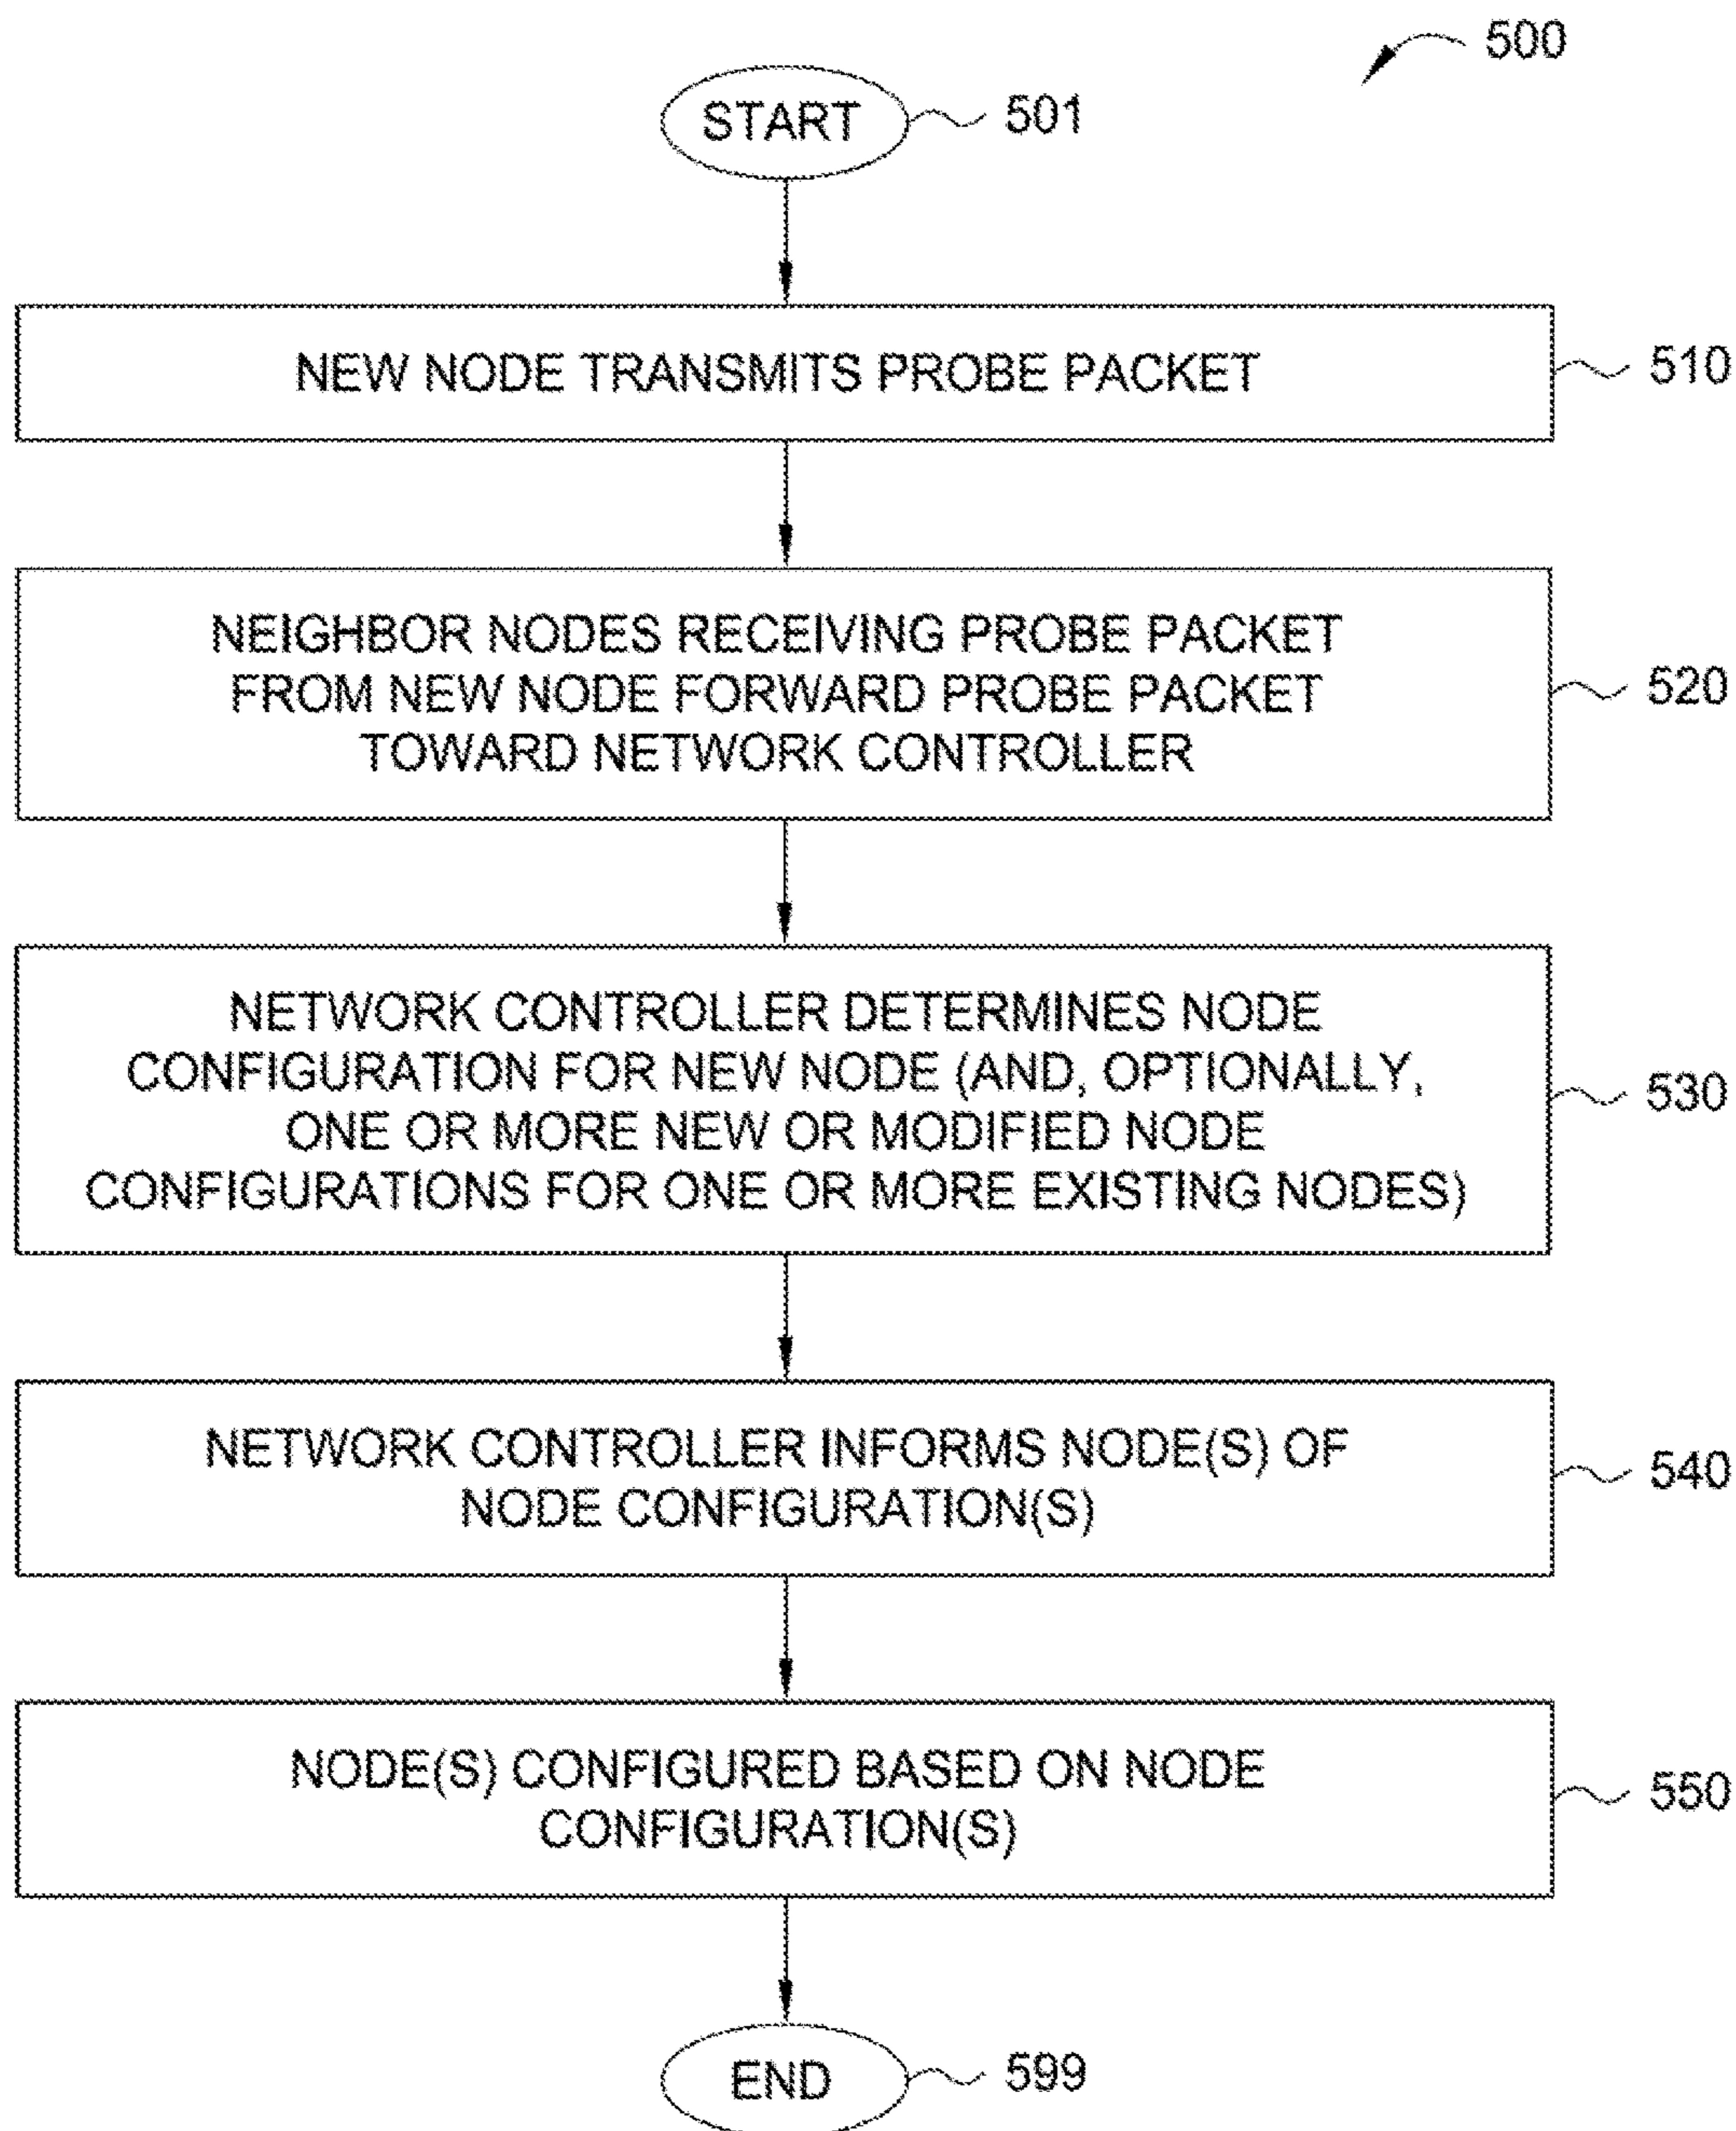 500
START 501
NEW NODE TRANSMITS PROBE PACKET 510
NEIGHBOR NODES RECEIVING PROBE PACKET
FROM NEW NODE FORWARD PROBE PACKET 520
TOWARD NETWORK CONTROLLER
NETWORK CONTROLLER DETERMINES NODE
CONFIGURATION FOR NEW NODE (AND, OPTIONALLY, 530
ONE OR MORE NEW OR MODIFIED NODE
CONFIGURATIONS FOR ONE OR MORE EXISTING NODES)
NETWORK CONTROLLER INFORMS NODE(S) OF 540
NODE CONFIGURATION(S)
NODE(S) CONFIGURED BASED ON NODE 550
CONFIGURATION(S)
END 599